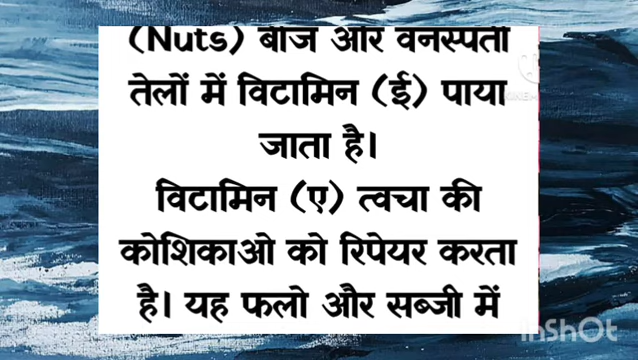 (Nuts) बीज और वनस्पती
तेलों में विटामिन (ई) पाया
जाता है।
विटामिन (ए) त्वचा की
कोशिकाओ को रिपेयर करता
है। यह फलो और सब्जी में
InShOt